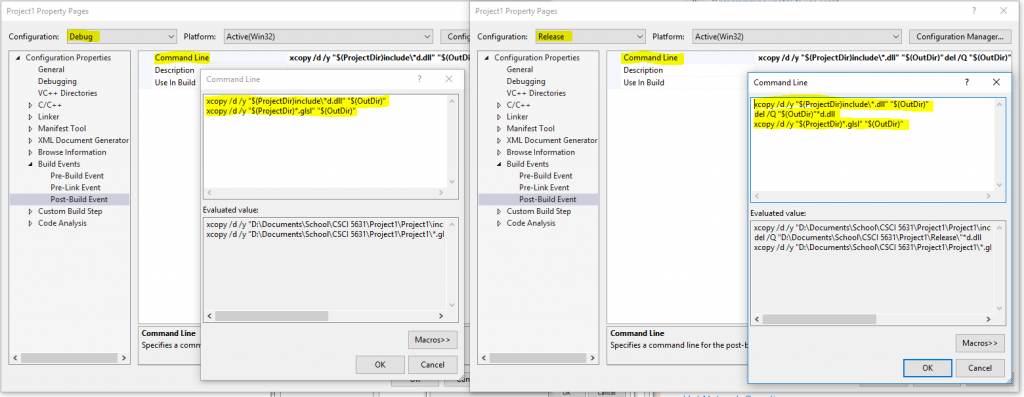 Project1 Property Pages
Configuration: Debug Platform: Active(Win32)
Configuration Properties
General
Debugging
VC++ Directories
C/C++
Linker
Manifest Tool
XML Document Generator
Browse Information
Build Events
Pre-Build Event
Pre-Link Event
Post-Build Event
Custom Build Step
Code Analysis
Command Line xcopy /d /y "$(ProjectDir)include\*d.dll" "$(OutDi
Description
Use In Build
Command Line
Specifies a comm
Command Line ? ×
xcopy /d /y "$(ProjectDir)include\*d.dll" "$(OutDir)"
xcopy /d /y "$(ProjectDir)*.glsl" "$(OutDir)"
Evaluated value:
xcopy /d /y "D:\Documents\School\CSCI 5631\Project1\Project1\inc
xcopy /d /y "D:\Documents\School\CSCI 5631\Project1\Project1\*.gl
Macros>>
OK Cancel
Project1 Property Pages ? ×
Configuration: Release Platform: Active(Win32) Configuration Manager...
Configuration Properties
General
Debugging
VC++ Directories
C/C++
Linker
Manifest Tool
XML Document Generator
Browse Information
Build Events
Pre-Build Event
Pre-Link Event
Post-Build Event
Custom Build Step
Code Analysis
Command Line xcopy /d /y "$(ProjectDir)include\*.dll" "$(OutDir)"del /Q "$(OutDir)"
Description
Use In Build
Command Line
Specifies a command line for the post-b
Command Line ? ×
xcopy /d /y "$(ProjectDir)include\*.dll" "$(OutDir)"
del /Q "$(OutDir)"*d.dll
xcopy /d /y "$(ProjectDir)*.glsl" "$(OutDir)"
Evaluated value:
xcopy /d /y "D:\Documents\School\CSCI 5631\Project1\Project1\inc
del /Q "D:\Documents\School\CSCI 5631\Project1\Release\"*d.dll
xcopy /d /y "D:\Documents\School\CSCI 5631\Project1\Project1\*.gl
Macros>>
OK Cancel